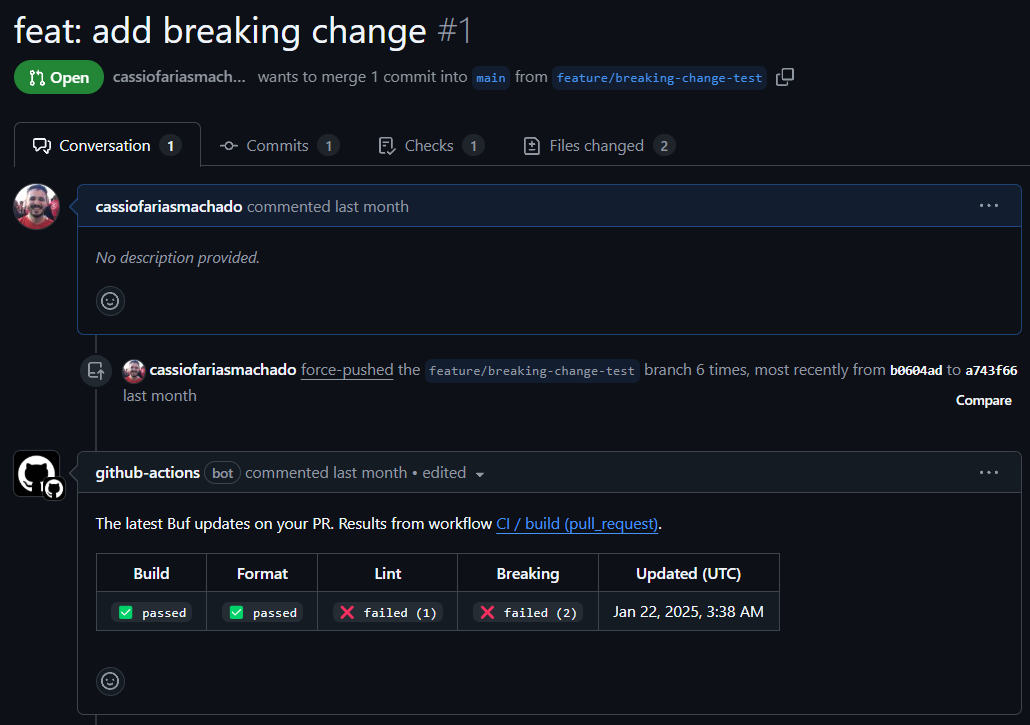 feat: add breaking change #1
Open cassiofariasmach... wants to merge 1 commit into main from feature/breaking-change-test
Conversation 1 Commits 1 Checks 1 Files changed 2
cassiofariasmachado commented last month
No description provided.
cassiofariasmachado force-pushed the feature/breaking-change-test branch 6 times, most recently from b0604ad to a743f66
last month
Compare
github-actions bot commented last month • edited
The latest Buf updates on your PR. Results from workflow CI / build (pull_request).
Build Format Lint Breaking Updated (UTC)
✅ passed ✅ passed ❌ failed (1) ❌ failed (2) Jan 22, 2025, 3:38 AM